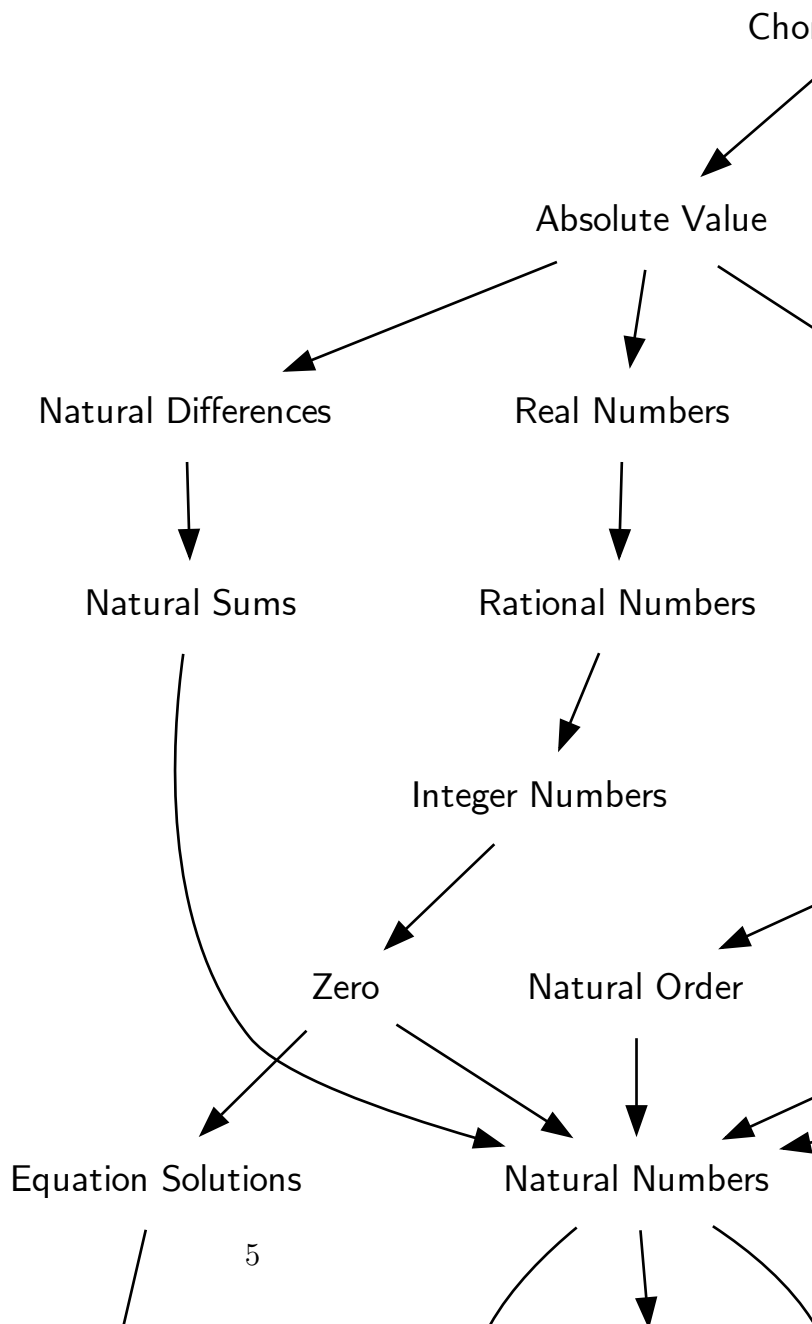 Absolute Value
Natural Differences
Real Numbers
Natural Sums
Rational Numbers
Integer Numbers
Zero
Natural Order
Equation Solutions
Natural Numbers
5